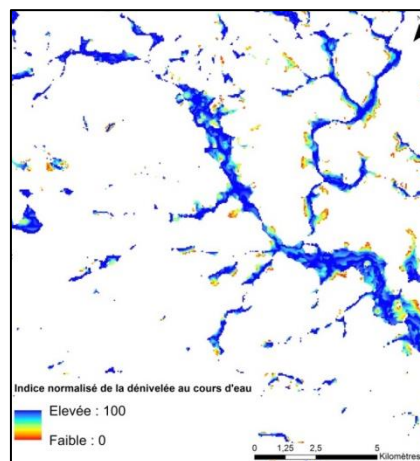 Indice normalisé de la dénivelée au cours d'eau
Elevée : 100
Faible : 0
0 1,25 2,5 5
Kilomètres